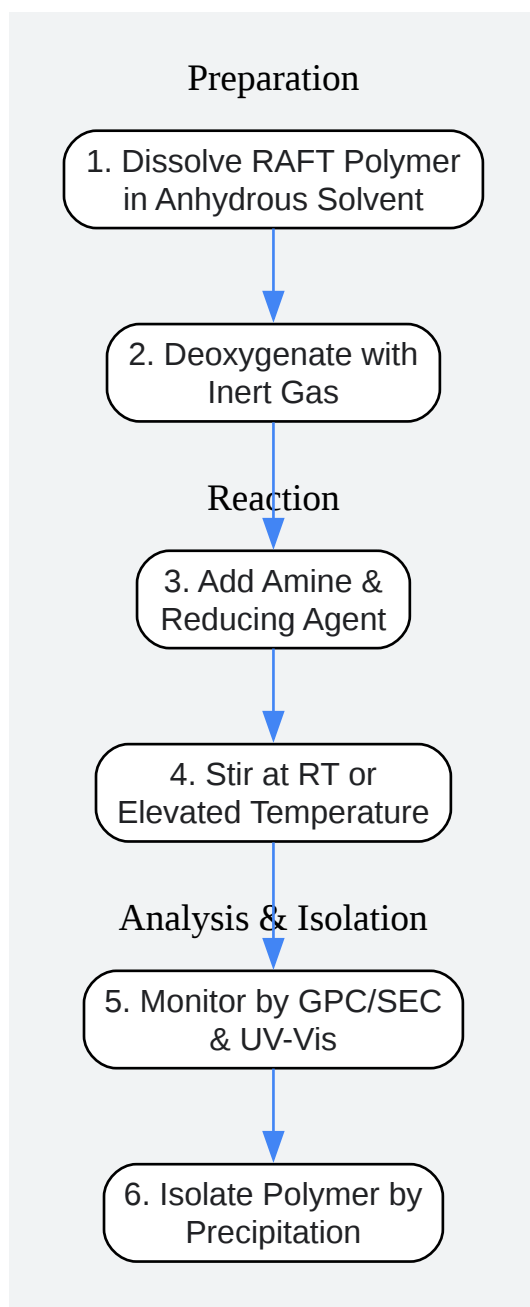 Preparation
1. Dissolve RAFT Polymer
in Anhydrous Solvent
2. Deoxygenate with
Inert Gas
Reaction
3. Add Amine &
Reducing Agent
4. Stir at RT or
Elevated Temperature
Analysis & Isolation
5. Monitor by GPC/SEC
& UV-Vis
6. Isolate Polymer by
Precipitation